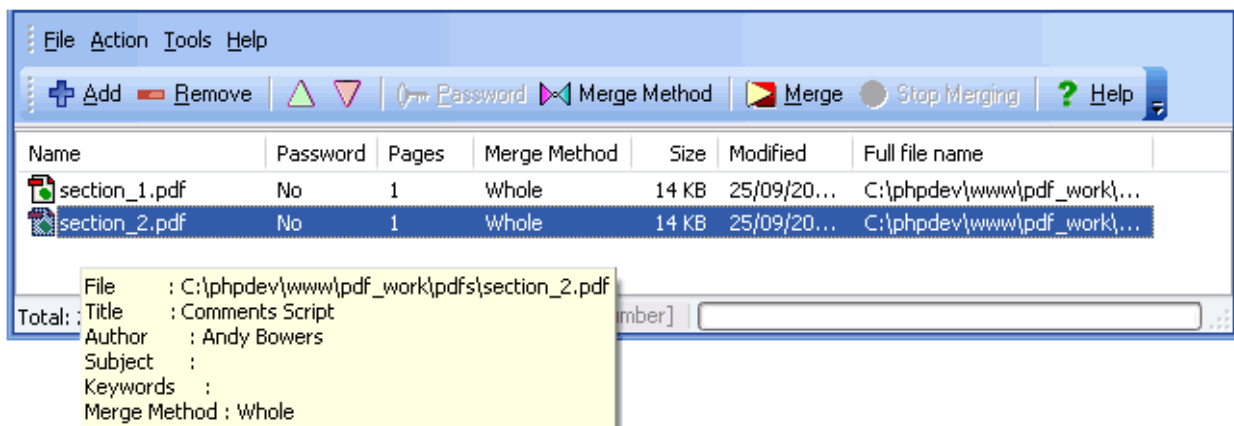 File Action Tools Help
Add Remove Password Merge Method Merge Stop Merging ? Help
Name Password Pages Merge Method Size Modified Full file name
section_1.pdf No 1 Whole 14 KB 25/09/20... C:\phpdev\www\pdf_work\...
section_2.pdf No 1 Whole 14 KB 25/09/20... C:\phpdev\www\pdf_work\...
File : C:\phpdev\www\pdf_work\pdfs\section_2.pdf
Total: mber]
Title : Comments Script
Author : Andy Bowers
Subject :
Keywords :
Merge Method : Whole